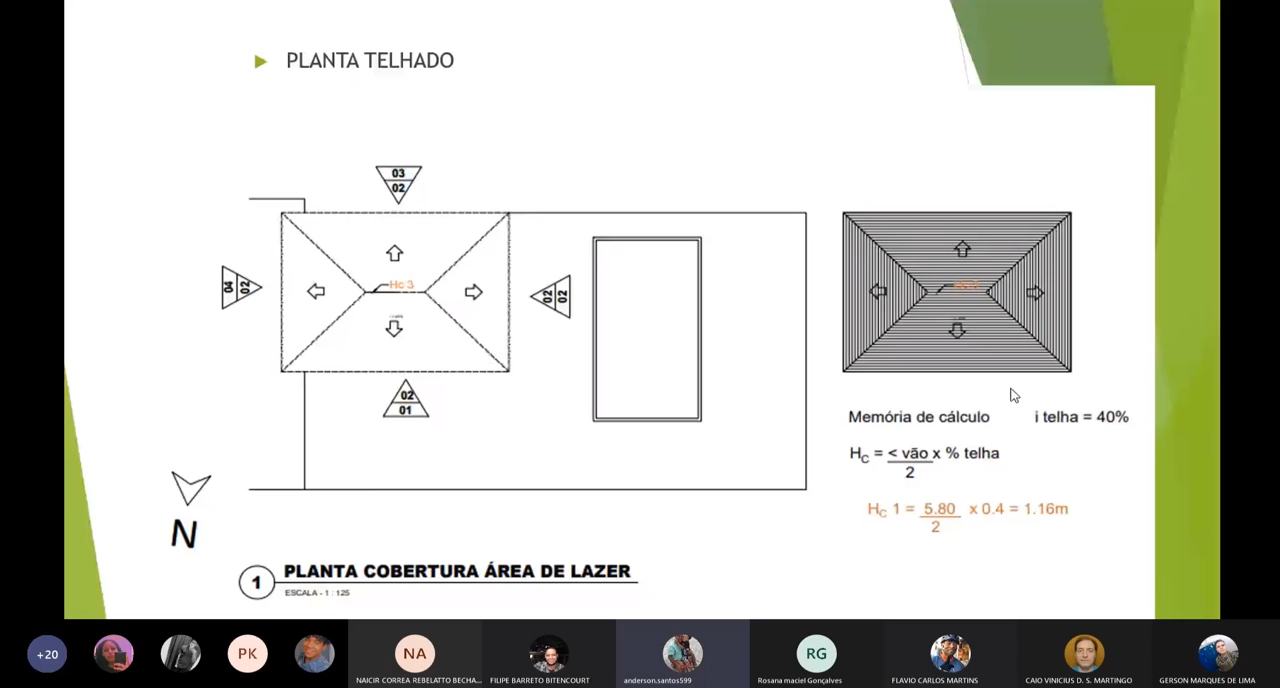 PLANTA TELHADO
03
02
04
02
Hc 3
02
02
02
01
N
1
PLANTA COBERTURA ÁREA DE LAZER
ESCALA - 1 : 125
Memória de cálculo i telha = 40%
HC = < vão x % telha
2
HC 1 = 5.80 x 0.4 = 1.16m
2
+20
PK
NA
NAICIR CORREA REBELATTO BECHA...
FILIPE BARRETO BITENCOURT
anderson.santos599
RG
Rosana maciel Gonçalves
FLAVIO CARLOS MARTINS
CAIO VINICIUS D. S. MARTINGO
GERSON MARQUES DE LIMA